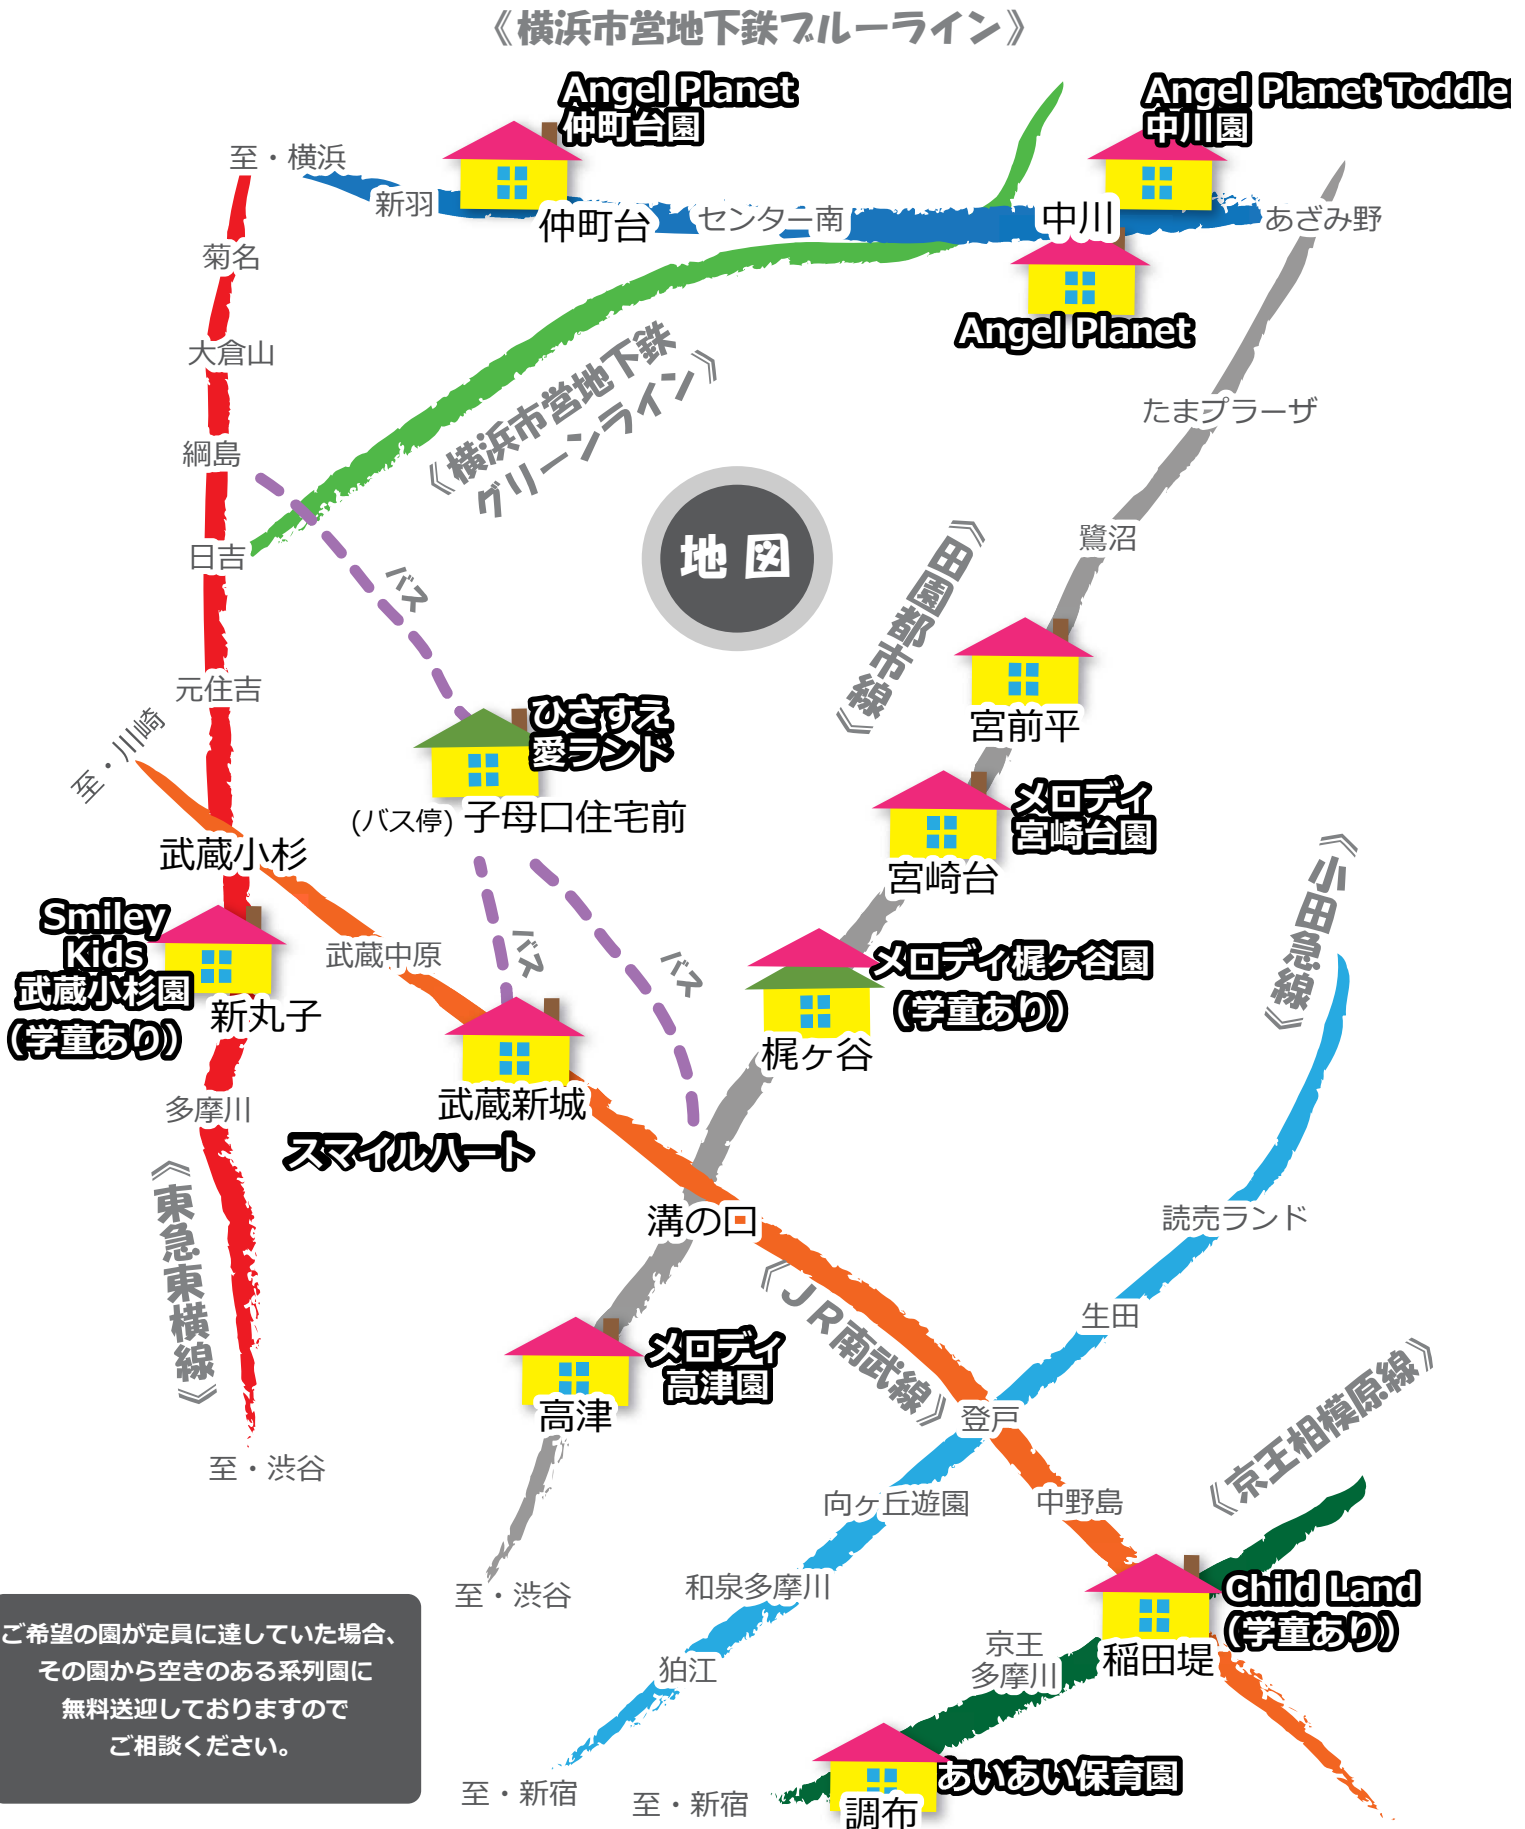 《横浜市営地下鉄ブルーライン》
Angel Planet
仲町台園
Angel Planet Toddle
中川園
至・横浜
新羽
仲町台
センター南
中川
あざみ野
菊名
Angel Planet
大倉山
《横浜市営地下鉄
グリーンライン》
たまプラーザ
綱島
地図
鷺沼
日吉
バス
《田園都市線》
元住吉
宮前平
至・川崎
ひさすえ
愛ランド
(バス停) 子母口住宅前
メロディ
宮崎台園
宮崎台
武蔵小杉
《小田急線》
Smiley
Kids
武蔵小杉園
(学童あり)
新丸子
武蔵中原
バス
バス
メロディ梶ヶ谷園
(学童あり)
梶ヶ谷
多摩川
武蔵新城
スマイルハート
《東急東横線》
溝の口
読売ランド
《JR南武線》
生田
メロディ
高津園
高津
登戸
《京王相模原線》
至・渋谷
向ヶ丘遊園
中野島
至・渋谷
和泉多摩川
Child Land
(学童あり)
稲田堤
京王
多摩川
狛江
ご希望の園が定員に達していた場合、
その園から空きのある系列園に
無料送迎しておりますので
ご相談ください。
至・新宿
至・新宿
あいあい保育園
調布